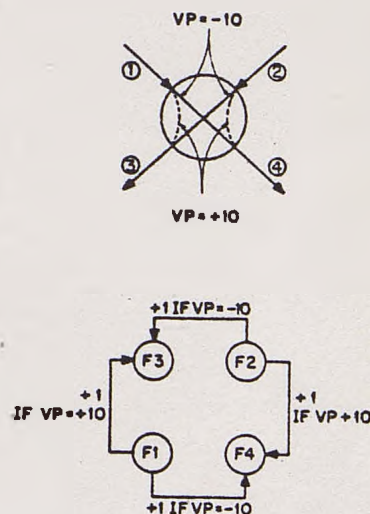 VP=-10
① ②
③ ④
VP=+10
+1 IF VP=-10
F3 F2
+1
IF VP=+10
+1
IF VP+10
F1 F4
+1 IF VP=-10